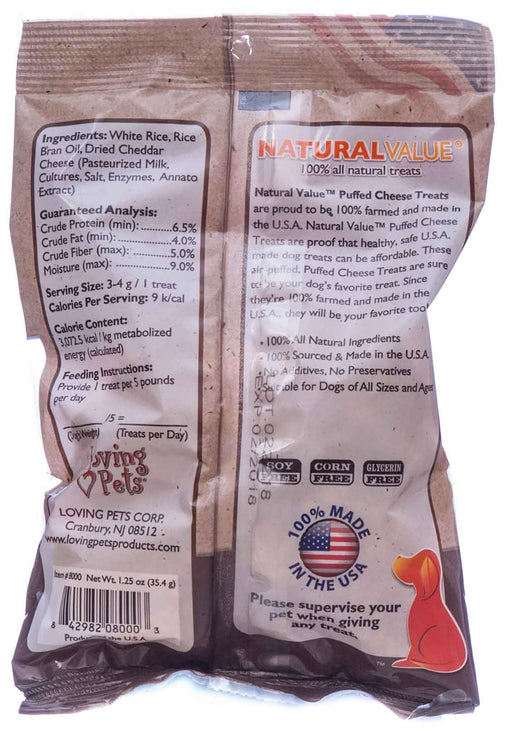 Ingredients: White Rice, Rice
Bran Oil, Dried Cheddar
Cheese (Pasteurized Milk,
Cultures, Salt, Enzymes, Annato
Extract)
Guaranteed Analysis:
Crude Protein (min): .......... 6.5%
Crude Fat (min): ................ 4.0%
Crude Fiber (max): ............ 5.0%
Moisture (max): ................. 9.0%
Serving Size: 3-4 g / 1 treat
Calories Per Serving: 9 k/cal
Calorie Content:
3,072.5 kcal / kg metabolized
energy (calculated)
Feeding Instructions:
Provide 1 treat per 5 pounds
per day
/5 =
(Dog's Weight) (Treats per Day)
Loving
Pets®
LOVING PETS CORP.
Cranbury, NJ 08512
www.lovingpetsproducts.com
Item #8000 Net Wt. 1.25 oz (35.4 g)
8 42982 08000 3
Product of the U.S.A.
NATURALVALUE®
100% all natural treats
Natural Value™ Puffed Cheese Treats
are proud to be 100% farmed and made in
the U.S.A. Natural Value™ Puffed Cheese
Treats are proof that healthy, safe U.S.A.
made dog treats can be affordable. These
air-puffed, Puffed Cheese Treats are sure
to be your dog's favorite treat. Since
they're 100% farmed and made in the
U.S.A., they will be your favorite too!
• 100% All Natural Ingredients
• 100% Sourced & Made in the U.S.A
• No Additives, No Preservatives
• Suitable for Dogs of All Sizes and Ages
SOY
FREE
CORN
FREE
GLYCERIN
FREE
100% MADE
IN THE USA
Please supervise your
pet when giving
any treat.
™